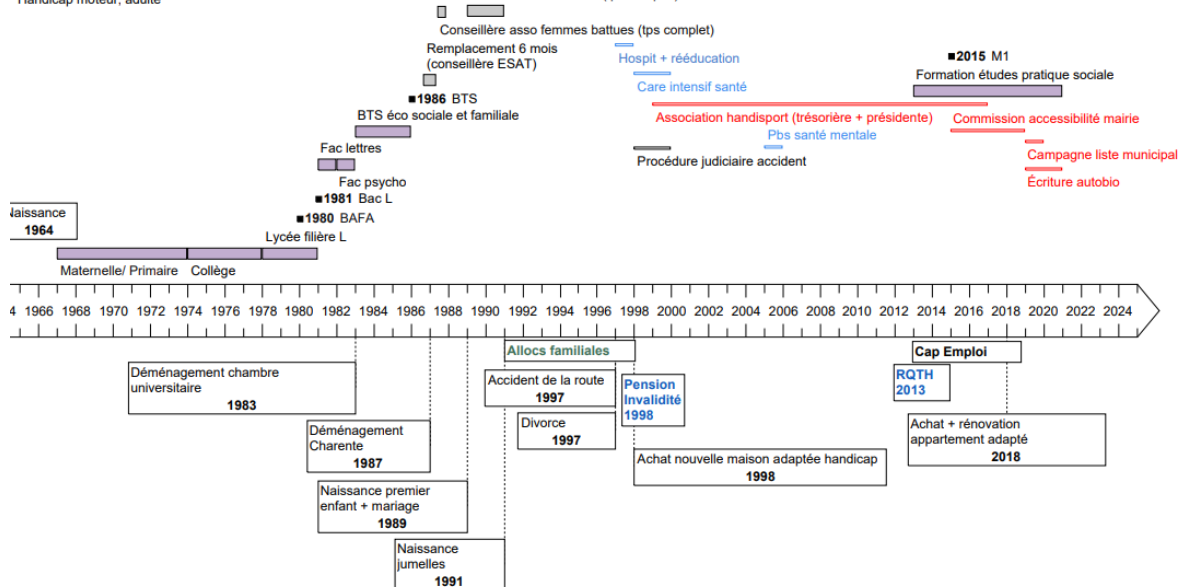 Handicap moteur, adulte
Conseillère asso femmes battues (tps complet)
Remplacement 6 mois
(conseillère ESAT)
■1986 BTS
BTS éco sociale et familiale
Fac lettres
Fac psycho
■1981 Bac L
■1980 BAFA
Lycée filière L
Naissance
1964
Maternelle/ Primaire
Collège
Hospit + rééducation
Care intensif santé
Association handisport (trésorière + présidente)
Pbs santé mentale
Procédure judiciaire accident
■2015 M1
Formation études pratique sociale
Commission accessibilité mairie
Campagne liste municipal
Écriture autobio
4 1966 1968 1970 1972 1974 1976 1978 1980 1982 1984 1986 1988 1990 1992 1994 1996 1998 2000 2002 2004 2006 2008 2010 2012 2014 2016 2018 2020 2022 2024
Déménagement chambre
universitaire
1983
Déménagement
Charente
1987
Naissance premier
enfant + mariage
1989
Naissance
jumelles
1991
Allocs familiales
Accident de la route
1997
Divorce
1997
Pension
Invalidité
1998
Achat nouvelle maison adaptée handicap
1998
Cap Emploi
RQTH
2013
Achat + rénovation
appartement adapté
2018